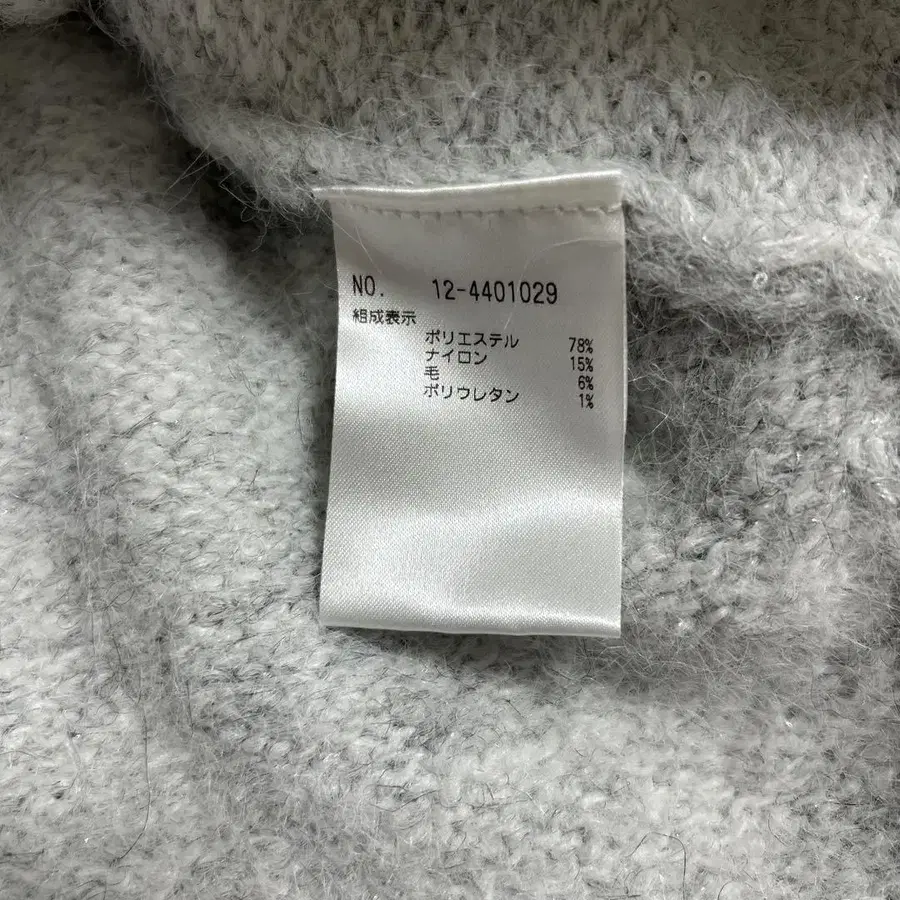 NO. 12-4401029
組成表示
ポリエステル 78%
ナイロン 15%
毛 6%
ポリウレタン 1%